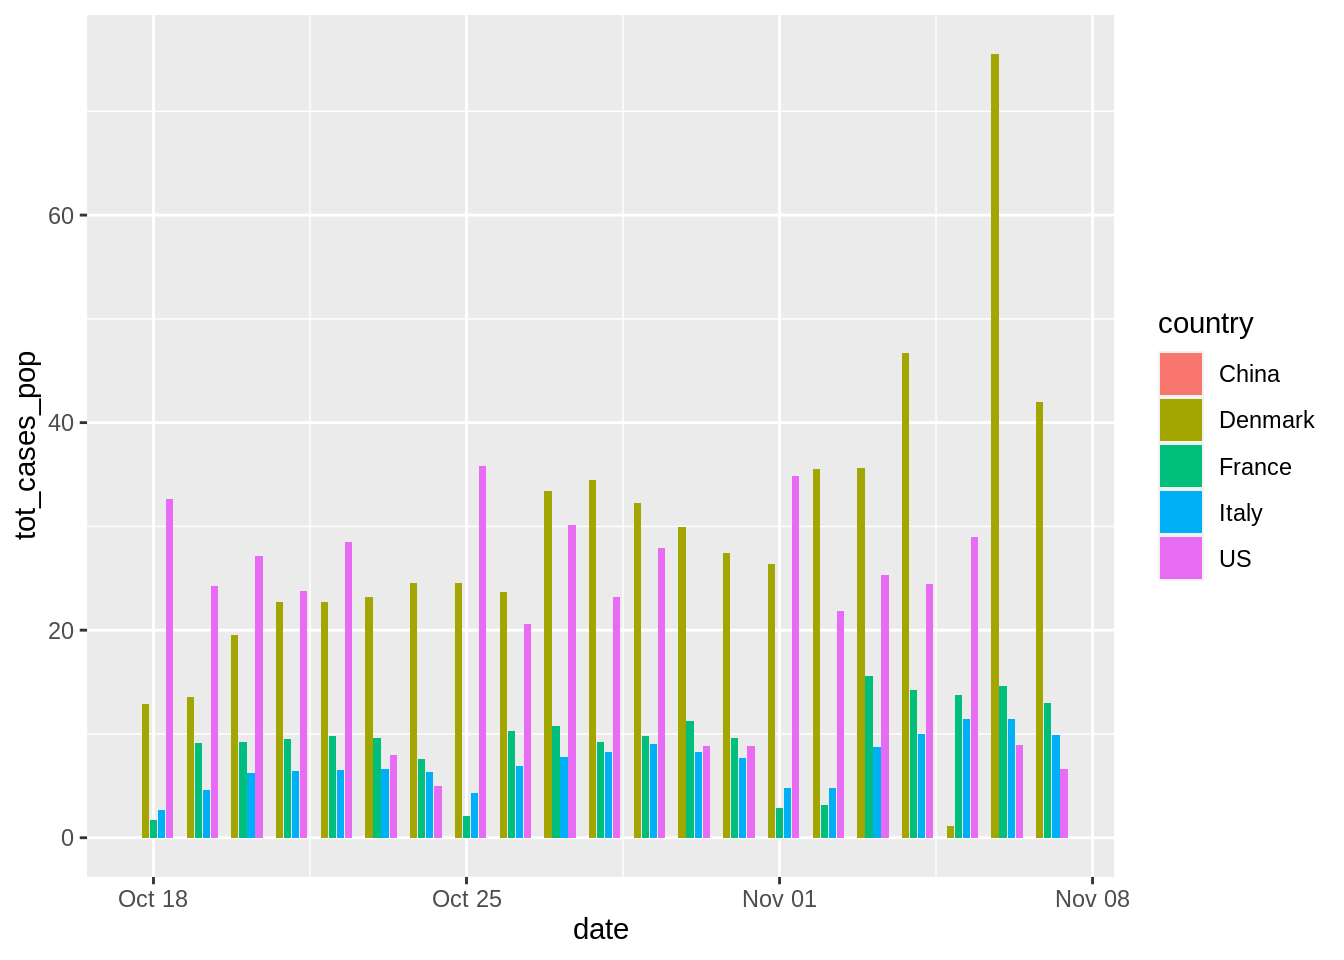 tot_cases_pop
60
40
20
0
Oct 18
Oct 25
Nov 01
Nov 08
date
country
China
Denmark
France
Italy
US